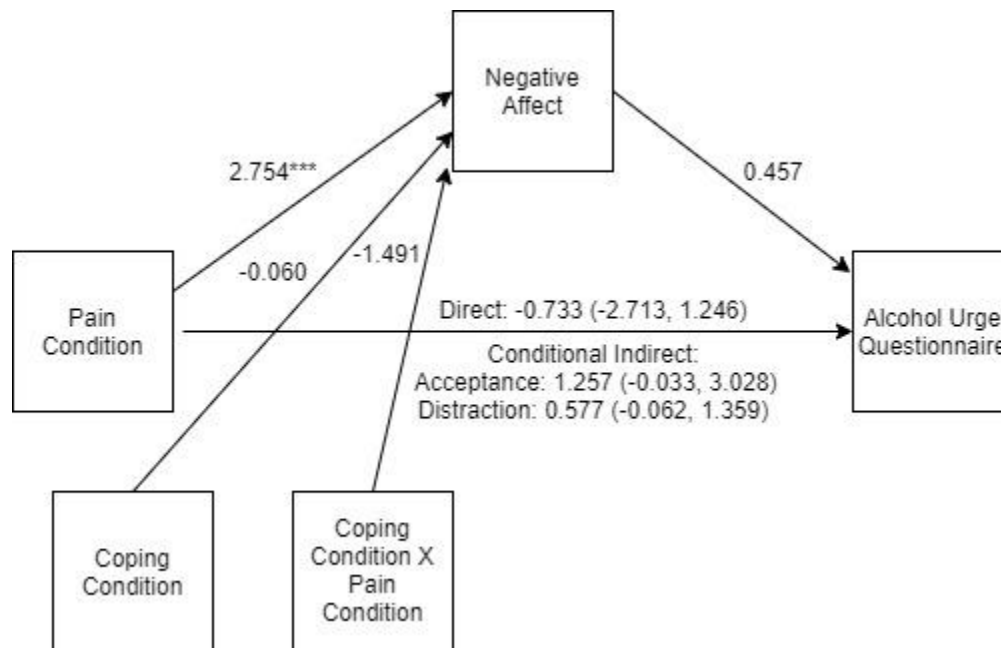 Negative
Affect
2.754***
0.457
-0.060
-1.491
Pain
Condition
Direct: -0.733 (-2.713, 1.246)
Conditional Indirect:
Acceptance: 1.257 (-0.033, 3.028)
Distraction: 0.577 (-0.062, 1.359)
Alcohol Urge
Questionnaire
Coping
Condition
Coping
Condition X
Pain
Condition